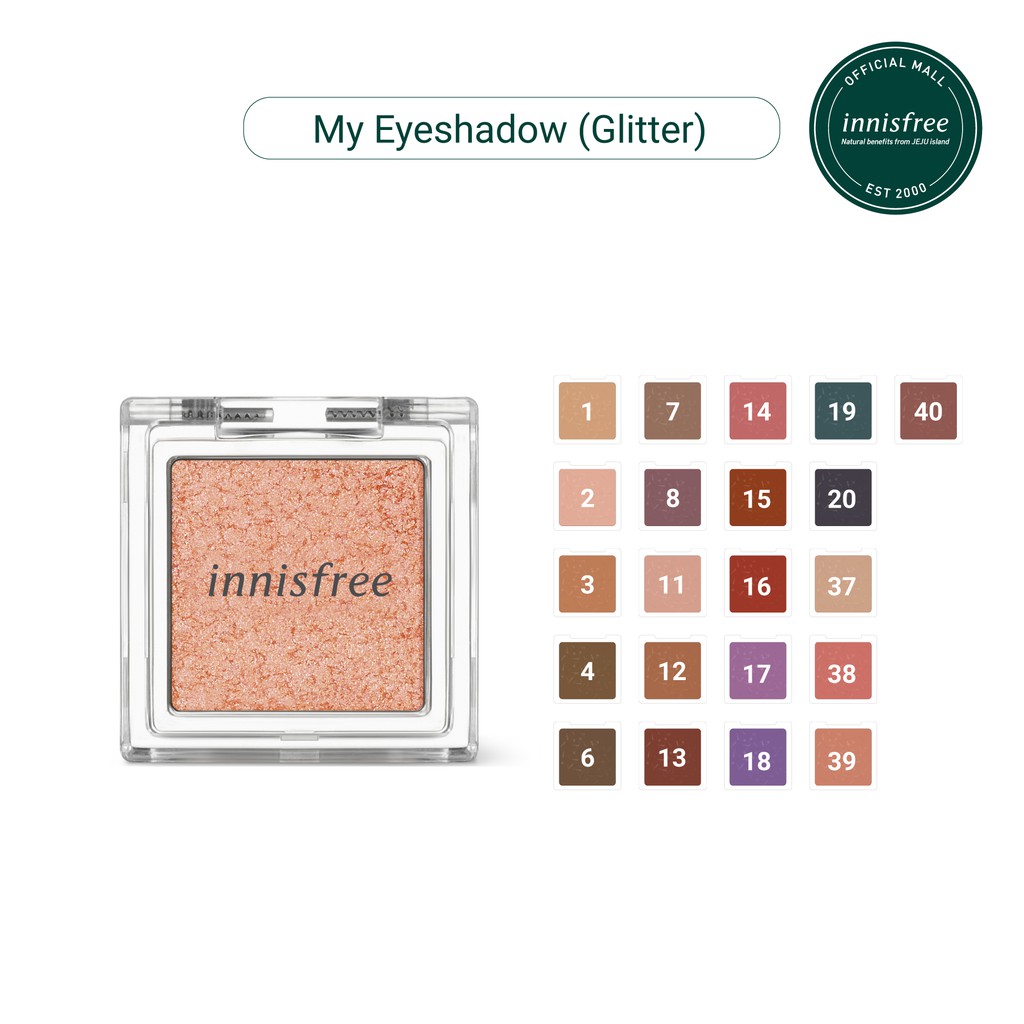 My Eyeshadow (Glitter)
OFFICIAL MALL
innisfree
Natural benefits from JEJU island
EST 2000
innisfree
1 7 14 19 40
2 8 15 20
3 11 16 37
4 12 17 38
6 13 18 39